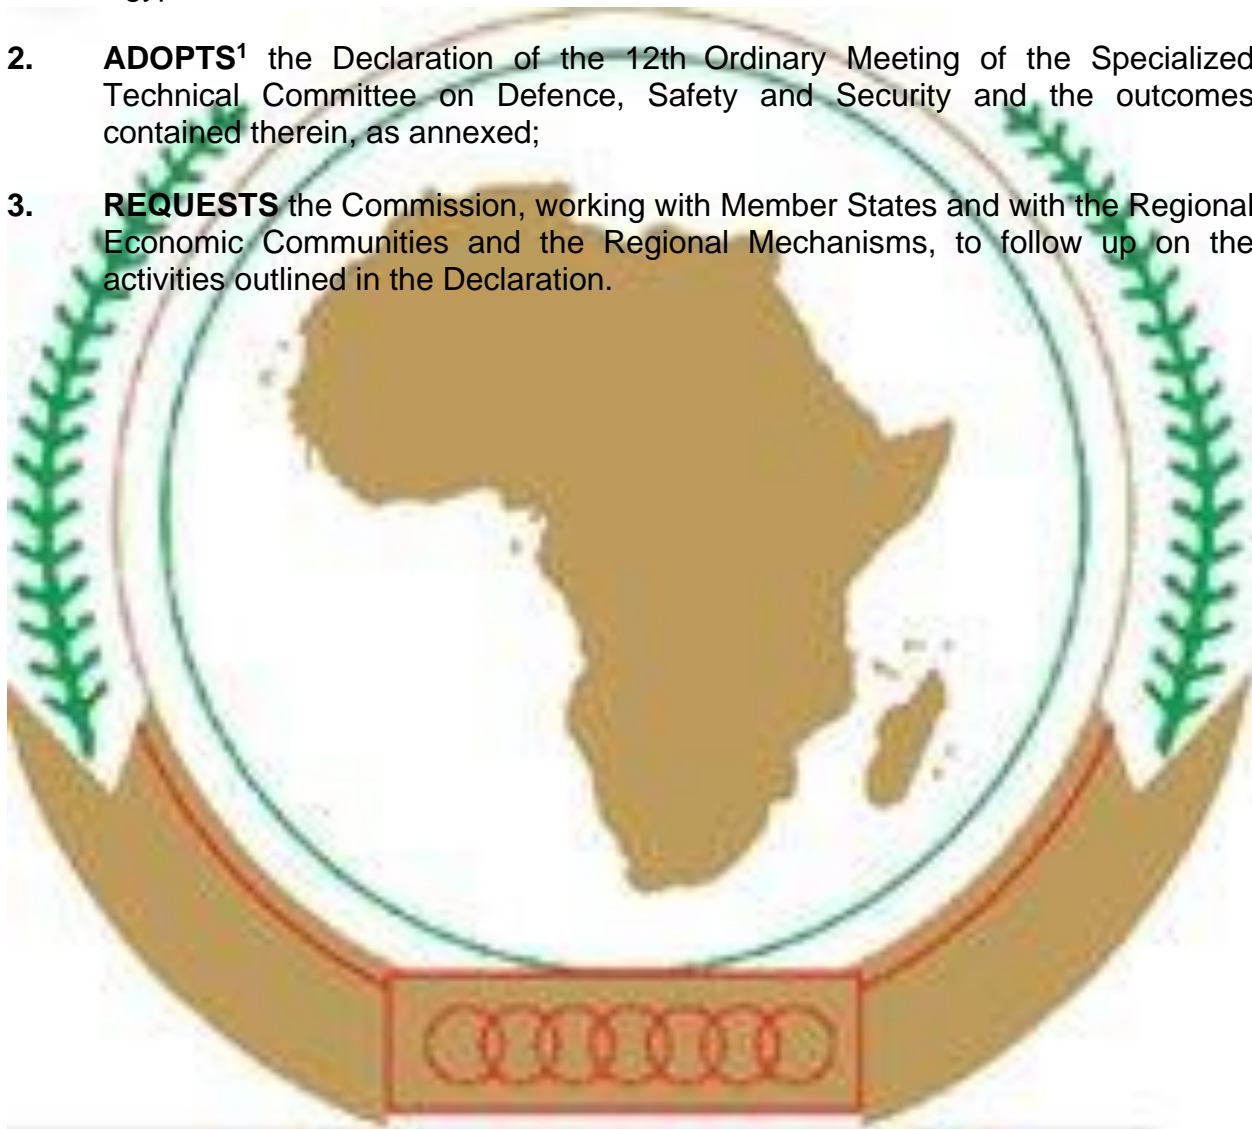 2. ADOPTS¹ the Declaration of the 12th Ordinary Meeting of the Specialized
Technical Committee on Defence, Safety and Security and the outcomes
contained therein, as annexed;
3. REQUESTS the Commission, working with Member States and with the Regional
Economic Communities and the Regional Mechanisms, to follow up on the
activities outlined in the Declaration.